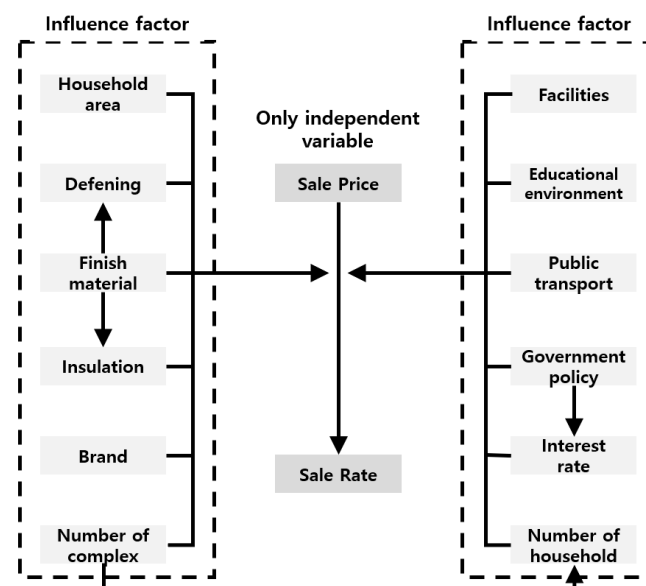 Influence factor
Household
area
Defening
Finish
material
Insulation
Brand
Number of
complex
Only independent
variable
Sale Price
Sale Rate
Influence factor
Facilities
Educational
environment
Public
transport
Government
policy
Interest
rate
Number of
household